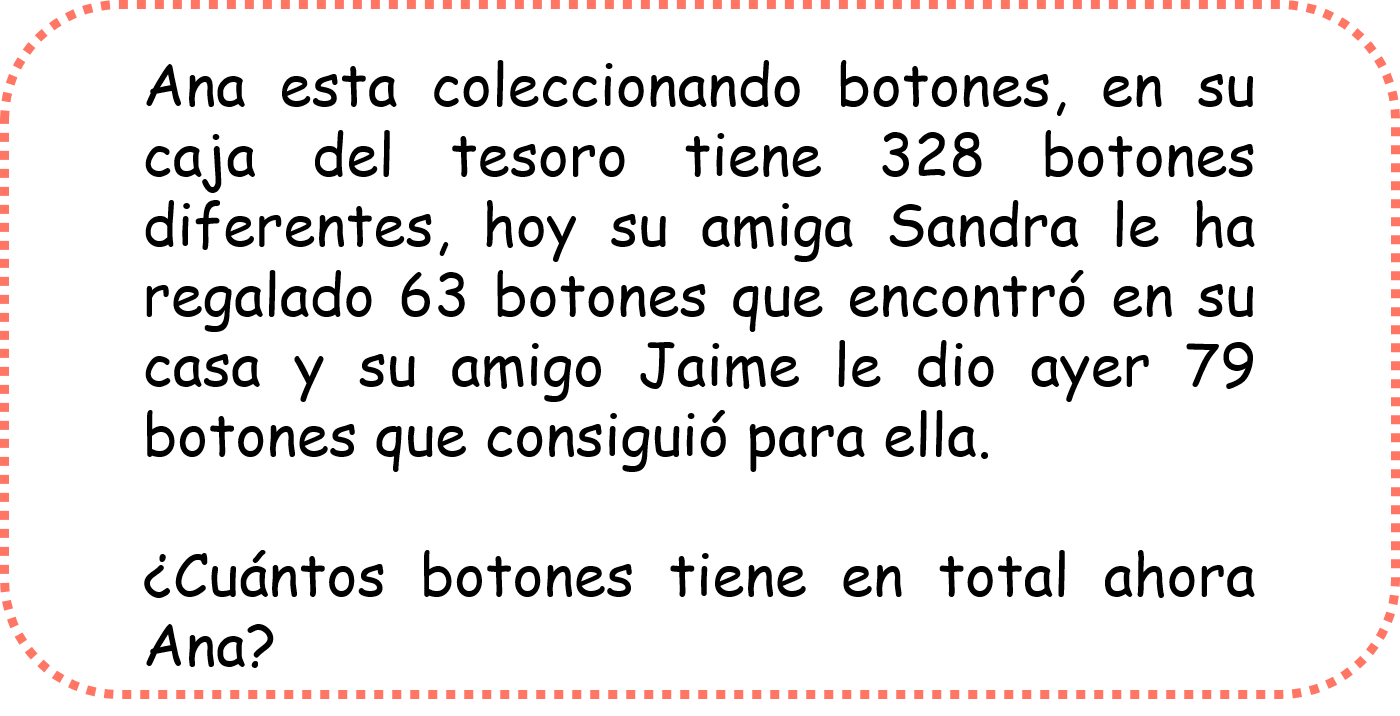 Ana esta coleccionando botones, en su
caja del tesoro tiene 328 botones
diferentes, hoy su amiga Sandra le ha
regalado 63 botones que encontró en su
casa y su amigo Jaime le dio ayer 79
botones que consiguió para ella.
¿Cuántos botones tiene en total ahora
Ana?